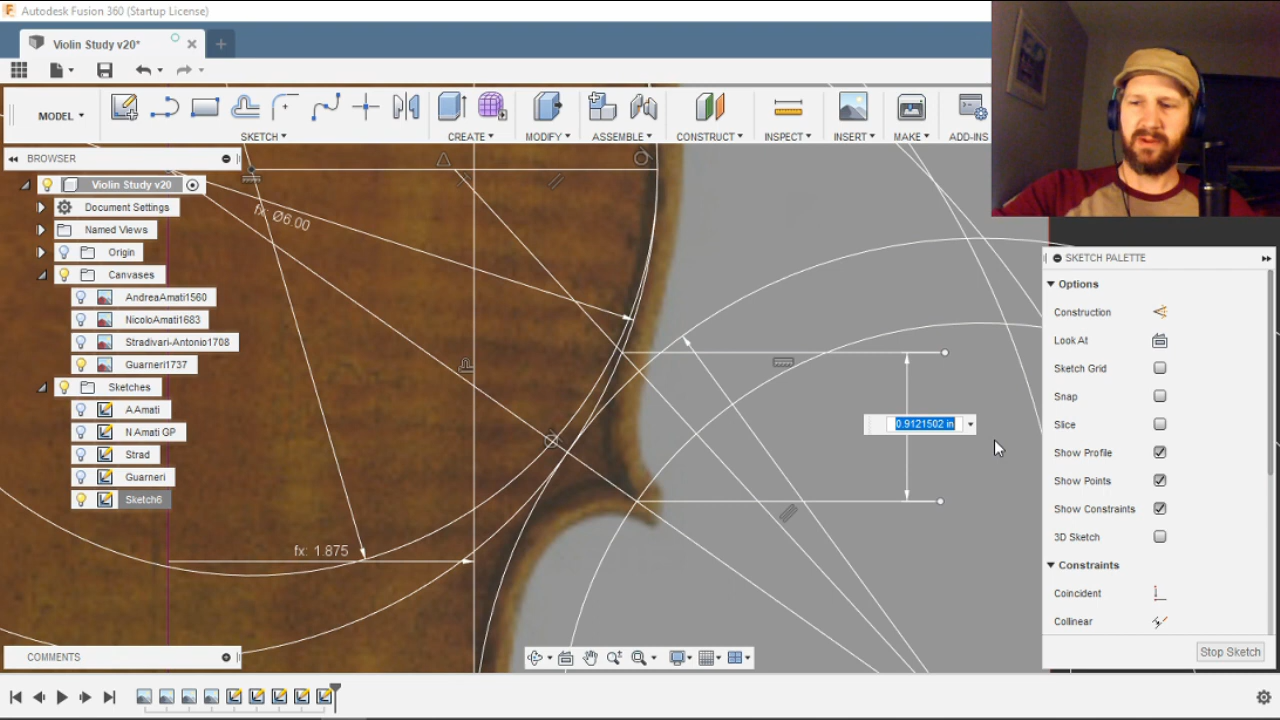 Autodesk Fusion 360 (Startup License)
Violin Study v20*
MODEL
SKETCH
CREATE
MODIFY
ASSEMBLE
CONSTRUCT
INSPECT
INSERT
MAKE
ADD-INS
BROWSER
Violin Study v20
Document Settings
Named Views
Origin
Canvases
AndreaAmati1560
NicoloAmati1683
Stradivari-Antonio1708
Guarneri1737
Sketches
A Amati
N Amati GP
Strad
Guarneri
Sketch6
fx: Ø6.00
fx: 1.875
0.9121502 in
SKETCH PALETTE
Options
Construction
Look At
Sketch Grid
Snap
Slice
Show Profile
Show Points
Show Constraints
3D Sketch
Constraints
Coincident
Collinear
Stop Sketch
COMMENTS